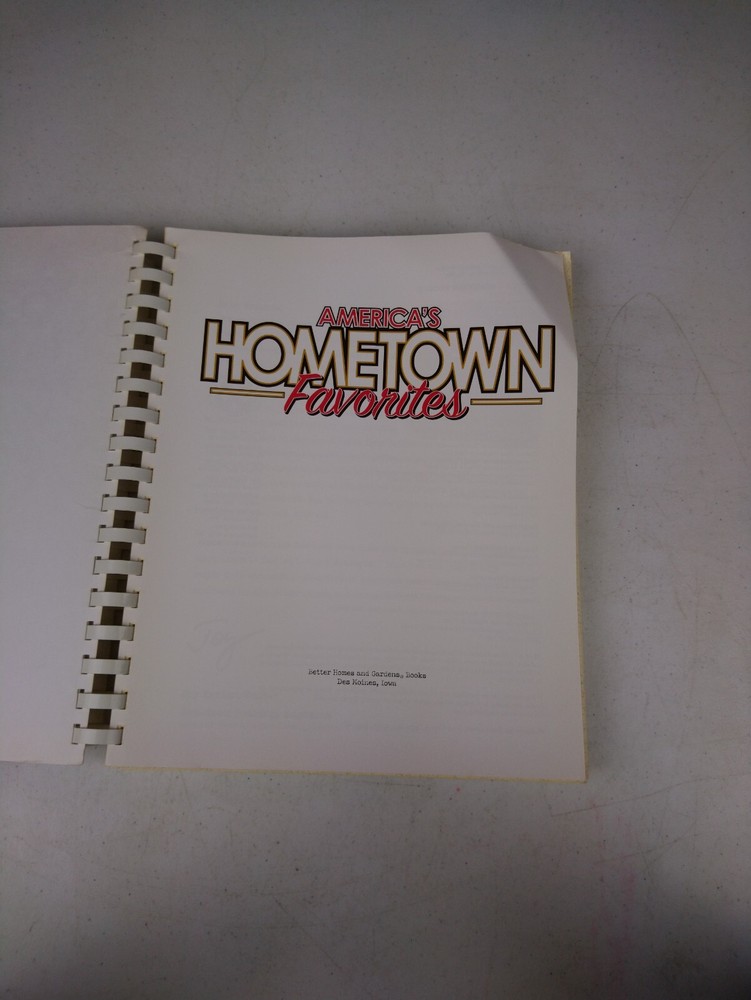 AMERICA'S
HOMETOWN
Favorites
Better Homes and Gardens® Books
Des Moines, Iowa